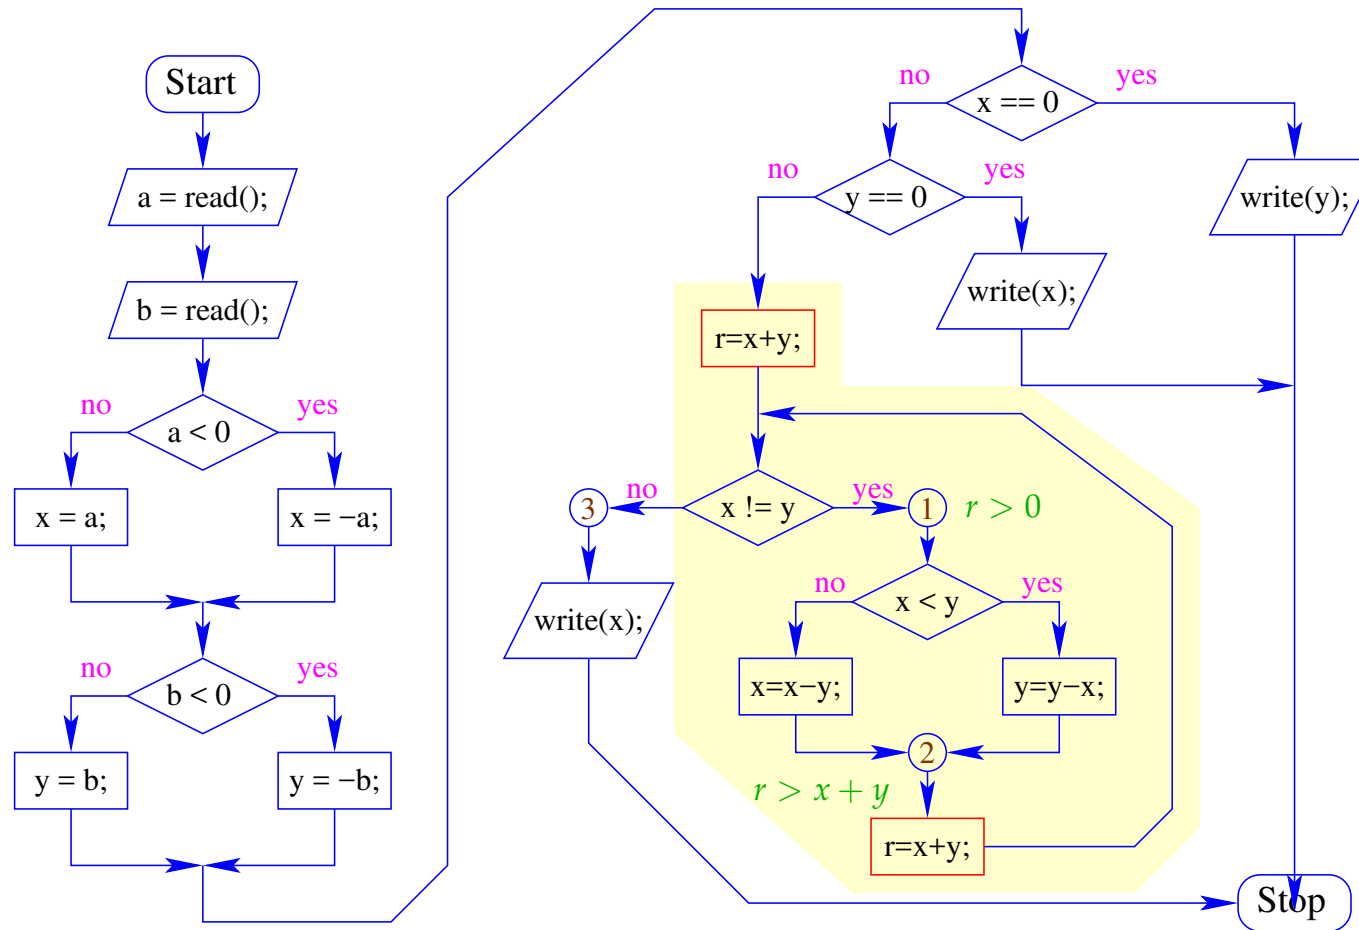 Start
a = read();
b = read();
a < 0
no
yes
x = a;
x = −a;
b < 0
no
yes
y = b;
y = −b;
x == 0
no
yes
write(y);
y == 0
no
yes
write(x);
r=x+y;
x != y
no
yes
3
1
r > 0
write(x);
x < y
no
yes
x=x−y;
y=y−x;
2
r > x + y
r=x+y;
Stop